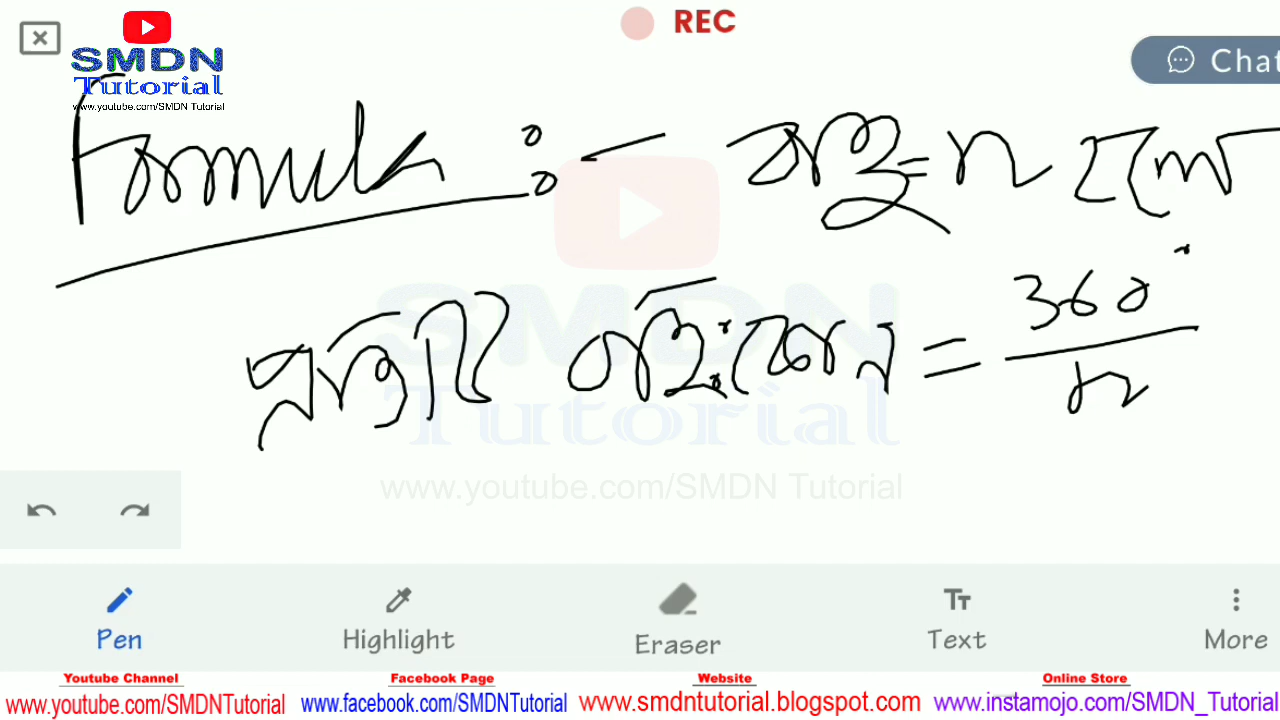 REC
Chat
SMDN
Tutorial
www.youtube.com/SMDN Tutorial
Formula :- বাহু = n হলে
প্রতিটি বহিঃকোণ = 360° / n
SMDN
Tutorial
www.youtube.com/SMDN Tutorial
Pen Highlight Eraser Text More
Youtube Channel Facebook Page Website Online Store
www.youtube.com/SMDNTutorial www.facebook.com/SMDNTutorial www.smdntutorial.blogspot.com www.instamojo.com/SMDN_Tutorial